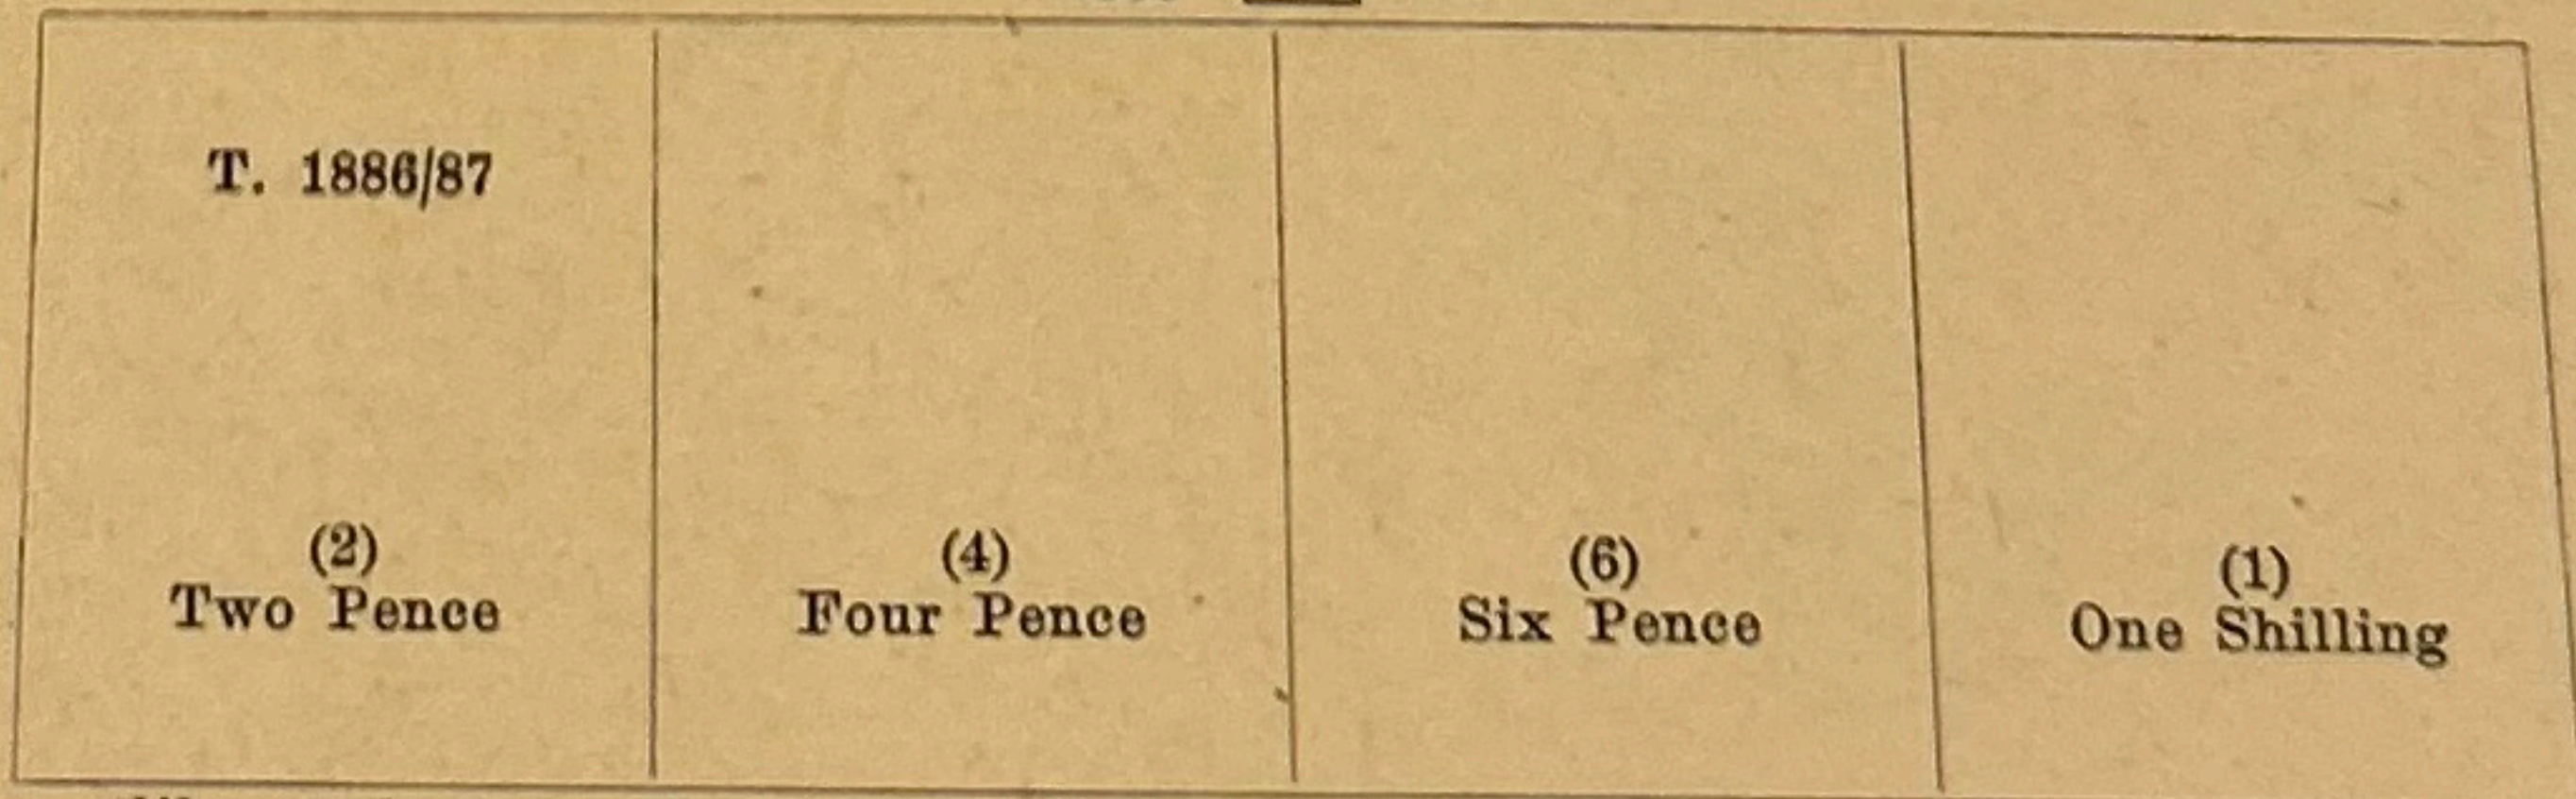 T. 1886/87
(2)
Two Pence
(4)
Four Pence
(6)
Six Pence
(1)
One Shilling